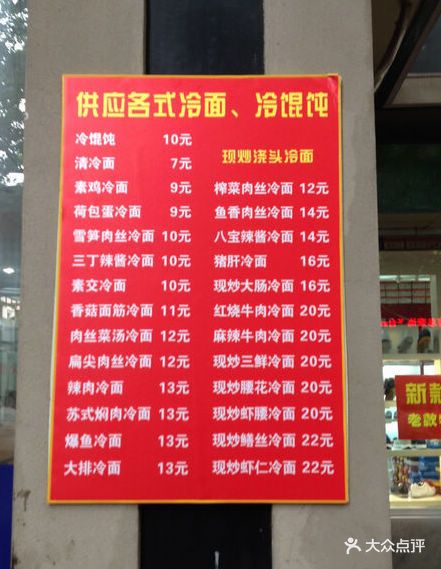 供应各式冷面、冷馄饨
冷馄饨 10元
清冷面 7元
素鸡冷面 9元
荷包蛋冷面 9元
雪笋肉丝冷面 10元
三丁辣酱冷面 10元
素交冷面 10元
香菇面筋冷面 11元
肉丝菜汤冷面 12元
扁尖肉丝冷面 12元
辣肉冷面 13元
苏式焖肉冷面 13元
爆鱼冷面 13元
大排冷面 13元
现炒浇头冷面
榨菜肉丝冷面 12元
鱼香肉丝冷面 14元
八宝辣酱冷面 14元
猪肝冷面 16元
现炒大肠冷面 16元
红烧牛肉冷面 20元
麻辣牛肉冷面 20元
现炒三鲜冷面 20元
现炒腰花冷面 20元
现炒虾腰冷面 20元
现炒鳝丝冷面 22元
现炒虾仁冷面 22元
新款
老敢
大众点评